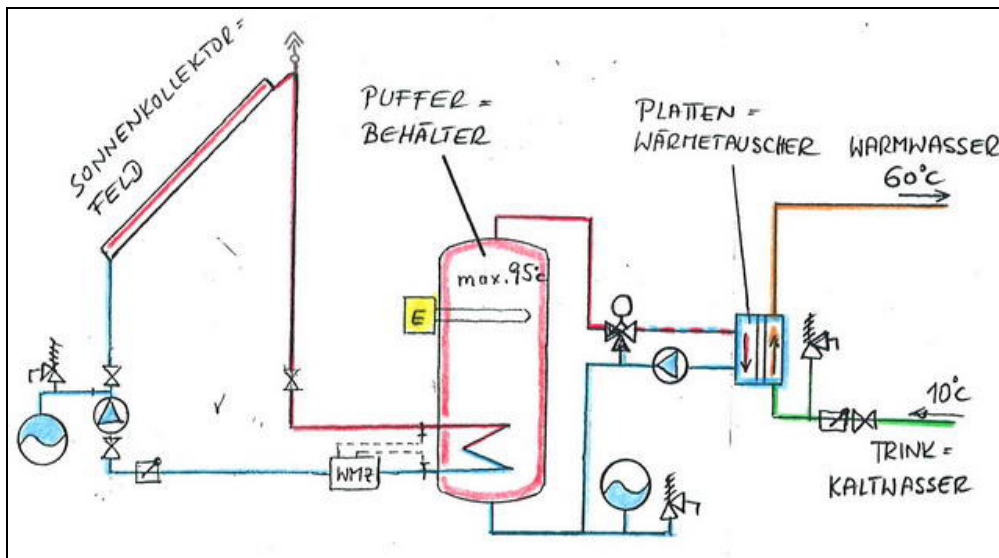 SONNENKOLLEKTOR=
FELD
PUFFER=
BEHÄLTER
max. 95°C
E
WMZ
PLATTEN=
WÄRMETAUSCHER
WARMWASSER
60°C
10°C
TRINK=
KALTWASSER